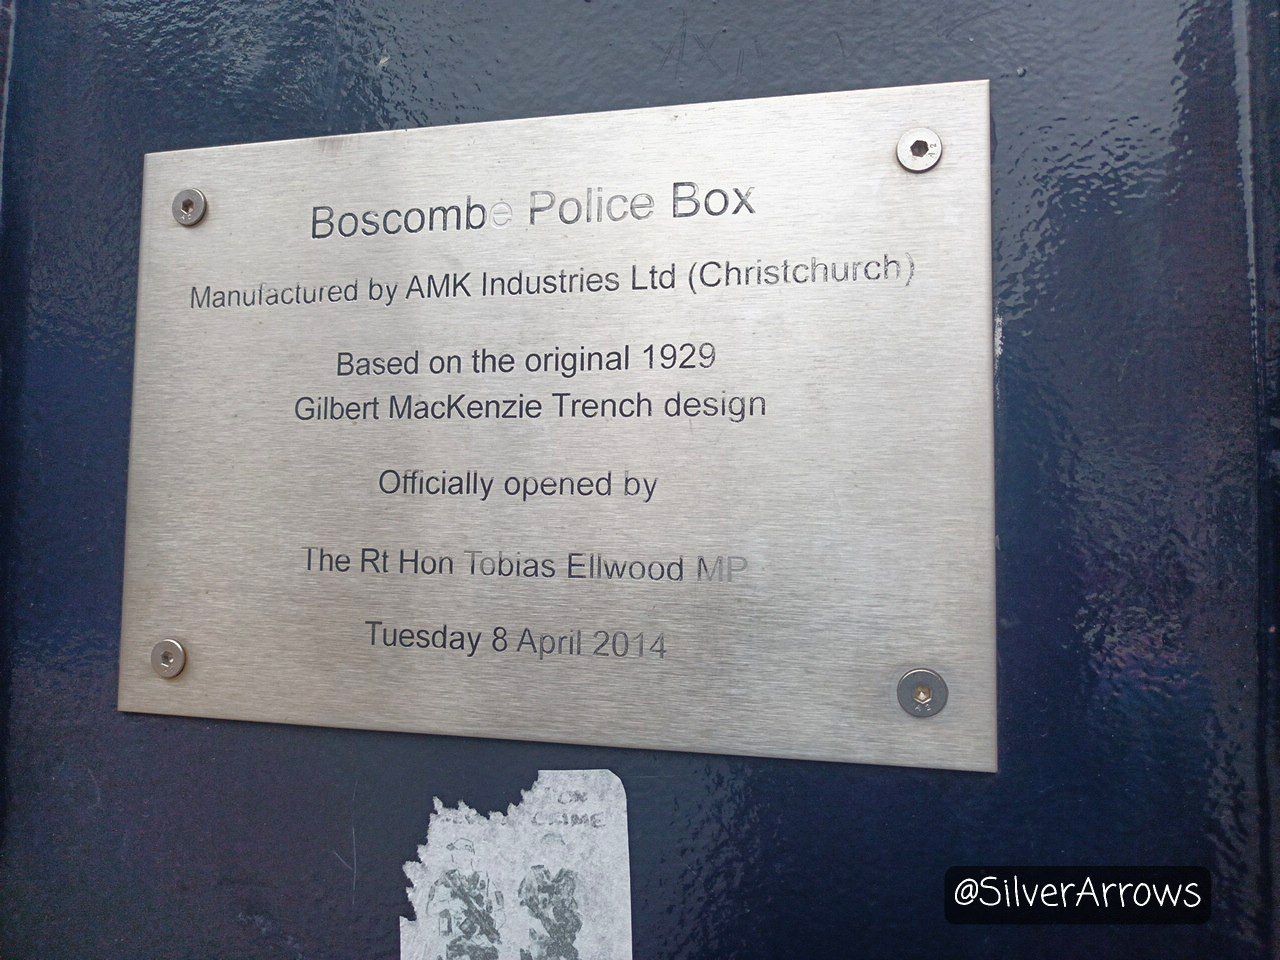 Boscombe Police Box
Manufactured by AMK Industries Ltd (Christchurch)
Based on the original 1929
Gilbert MacKenzie Trench design
Officially opened by
The Rt Hon Tobias Ellwood MP
Tuesday 8 April 2014
@SilverArrows